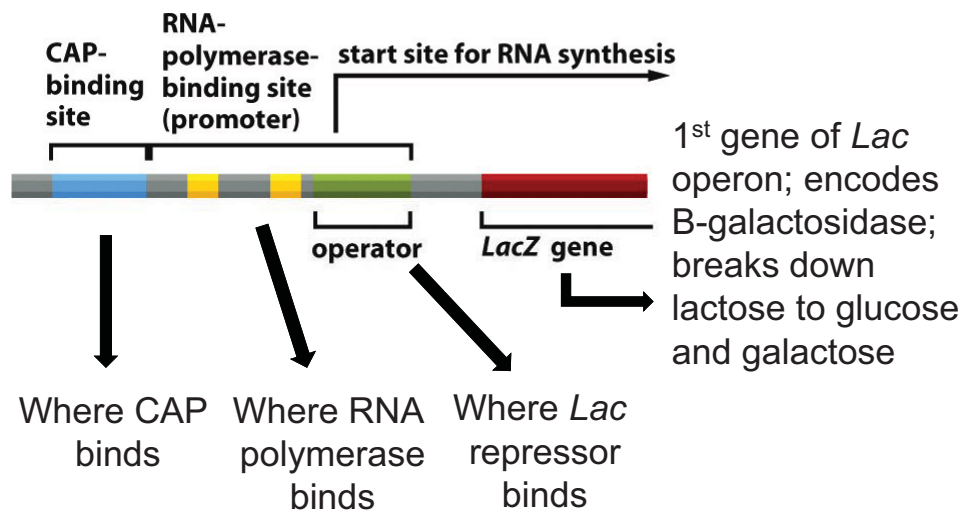 CAP-
binding
site
RNA-
polymerase-
binding site
(promoter)
start site for RNA synthesis
operator
LacZ gene
1st gene of Lac
operon; encodes
B-galactosidase;
breaks down
lactose to glucose
and galactose
Where CAP
binds
Where RNA
polymerase
binds
Where Lac
repressor
binds